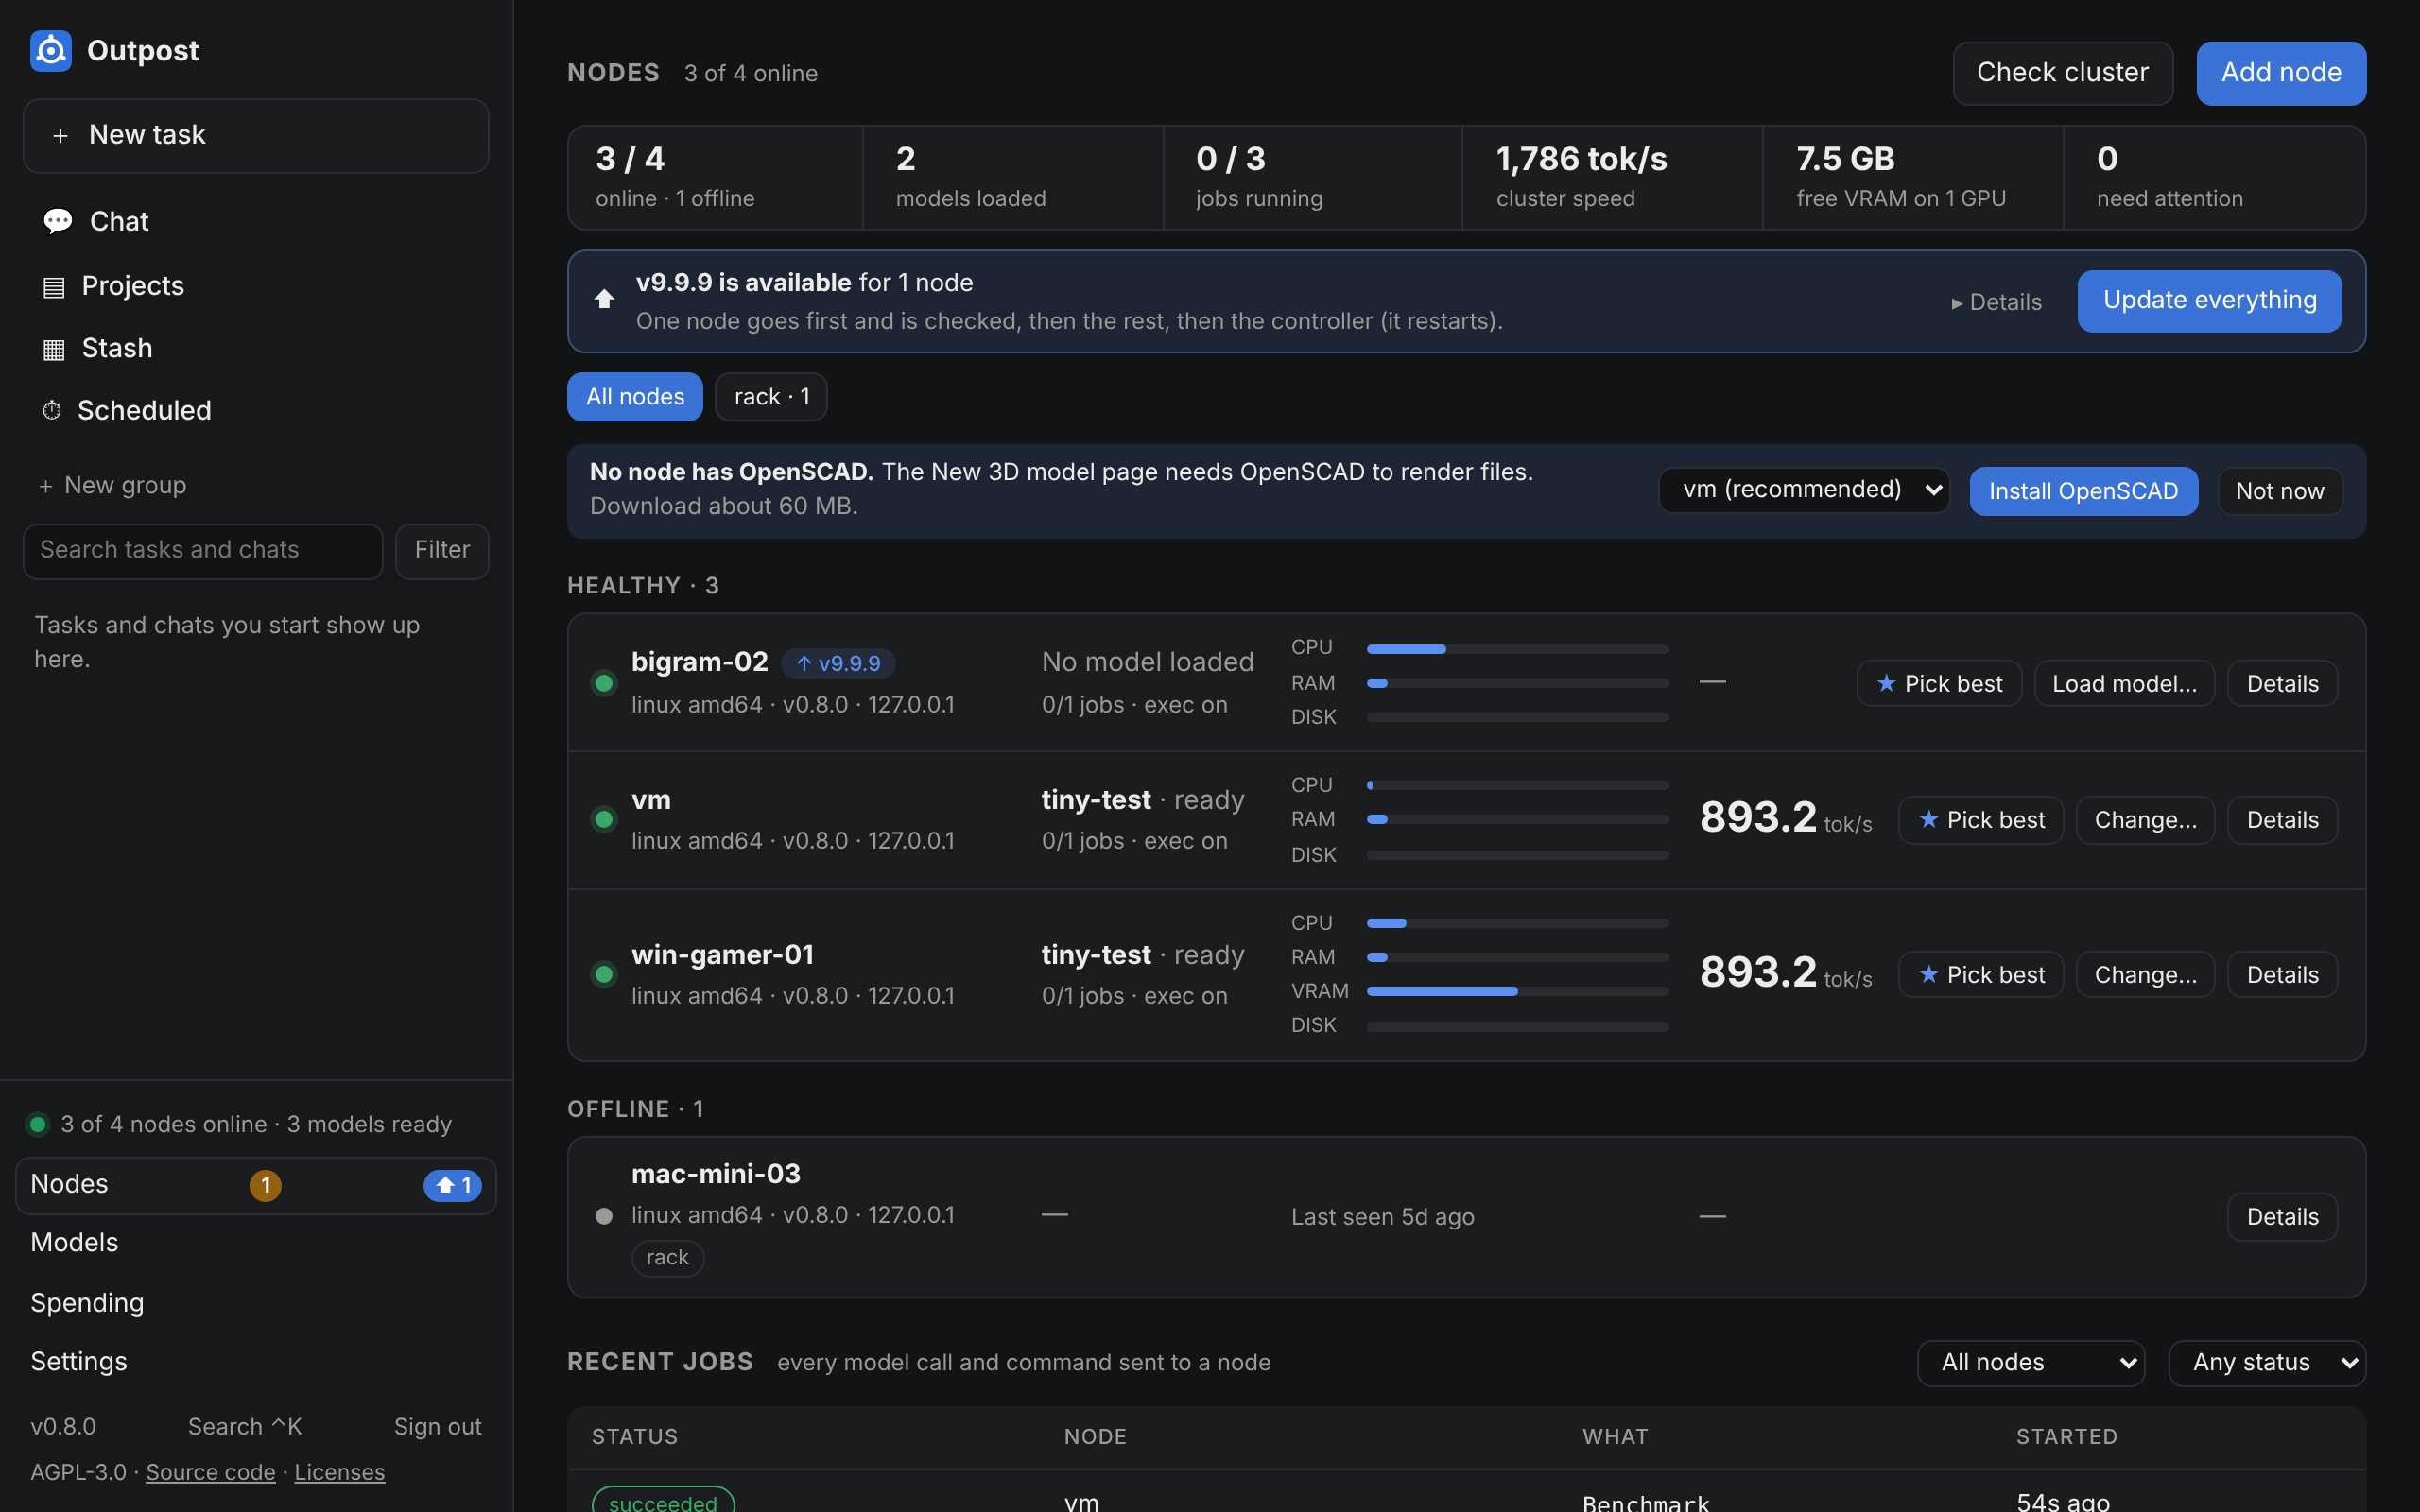 Outpost
+ New task
Chat
Projects
Stash
Scheduled
+ New group
Search tasks and chats
Filter
Tasks and chats you start show up
here.
3 of 4 nodes online · 3 models ready
Nodes 1 1
Models
Spending
Settings
v0.8.0 Search ^K Sign out
AGPL-3.0 · Source code · Licenses
NODES 3 of 4 online
Check cluster
Add node
3 / 4
online · 1 offline
2
models loaded
0 / 3
jobs running
1,786 tok/s
cluster speed
7.5 GB
free VRAM on 1 GPU
0
need attention
v9.9.9 is available for 1 node
One node goes first and is checked, then the rest, then the controller (it restarts).
▸ Details
Update everything
All nodes
rack · 1
No node has OpenSCAD. The New 3D model page needs OpenSCAD to render files.
Download about 60 MB.
vm (recommended)
Install OpenSCAD
Not now
HEALTHY · 3
bigram-02 ↑ v9.9.9
linux amd64 · v0.8.0 · 127.0.0.1
No model loaded
0/1 jobs · exec on
CPU
RAM
DISK
—
★ Pick best
Load model...
Details
vm
linux amd64 · v0.8.0 · 127.0.0.1
tiny-test · ready
0/1 jobs · exec on
CPU
RAM
DISK
893.2 tok/s
★ Pick best
Change...
Details
win-gamer-01
linux amd64 · v0.8.0 · 127.0.0.1
tiny-test · ready
0/1 jobs · exec on
CPU
RAM
VRAM
DISK
893.2 tok/s
★ Pick best
Change...
Details
OFFLINE · 1
mac-mini-03
linux amd64 · v0.8.0 · 127.0.0.1
rack
—
Last seen 5d ago
—
Details
RECENT JOBS every model call and command sent to a node
All nodes
Any status
STATUS NODE WHAT STARTED
succeeded vm Benchmark 54s ago